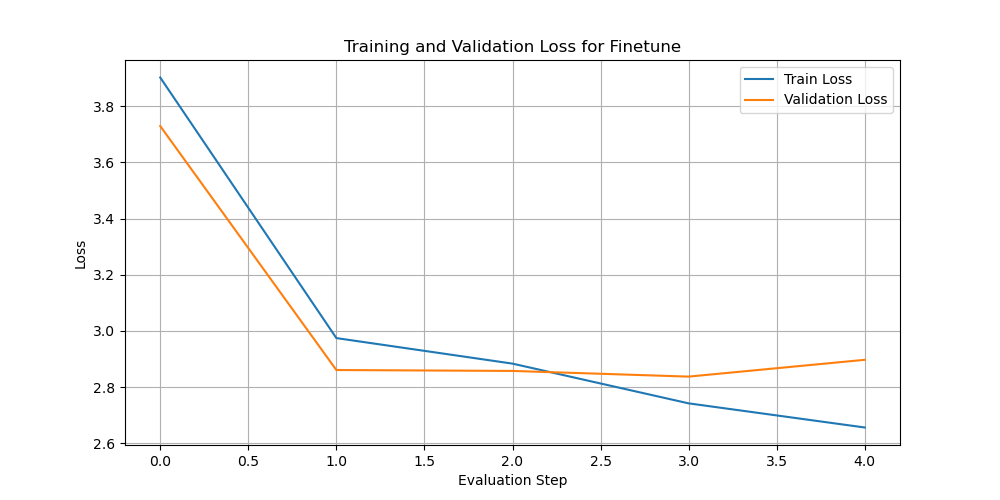 Training and Validation Loss for Finetune
Train Loss
Validation Loss
Loss
3.8
3.6
3.4
3.2
3.0
2.8
2.6
0.0 0.5 1.0 1.5 2.0 2.5 3.0 3.5 4.0
Evaluation Step